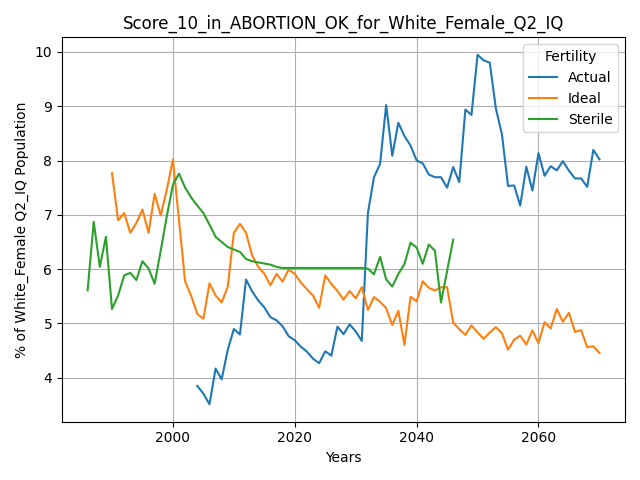 Score_10_in_ABORTION_OK_for_White_Female_Q2_IQ
10
9
8
7
6
5
4
% of White_Female Q2_IQ Population
Fertility
Actual
Ideal
Sterile
2000
2020
2040
2060
Years